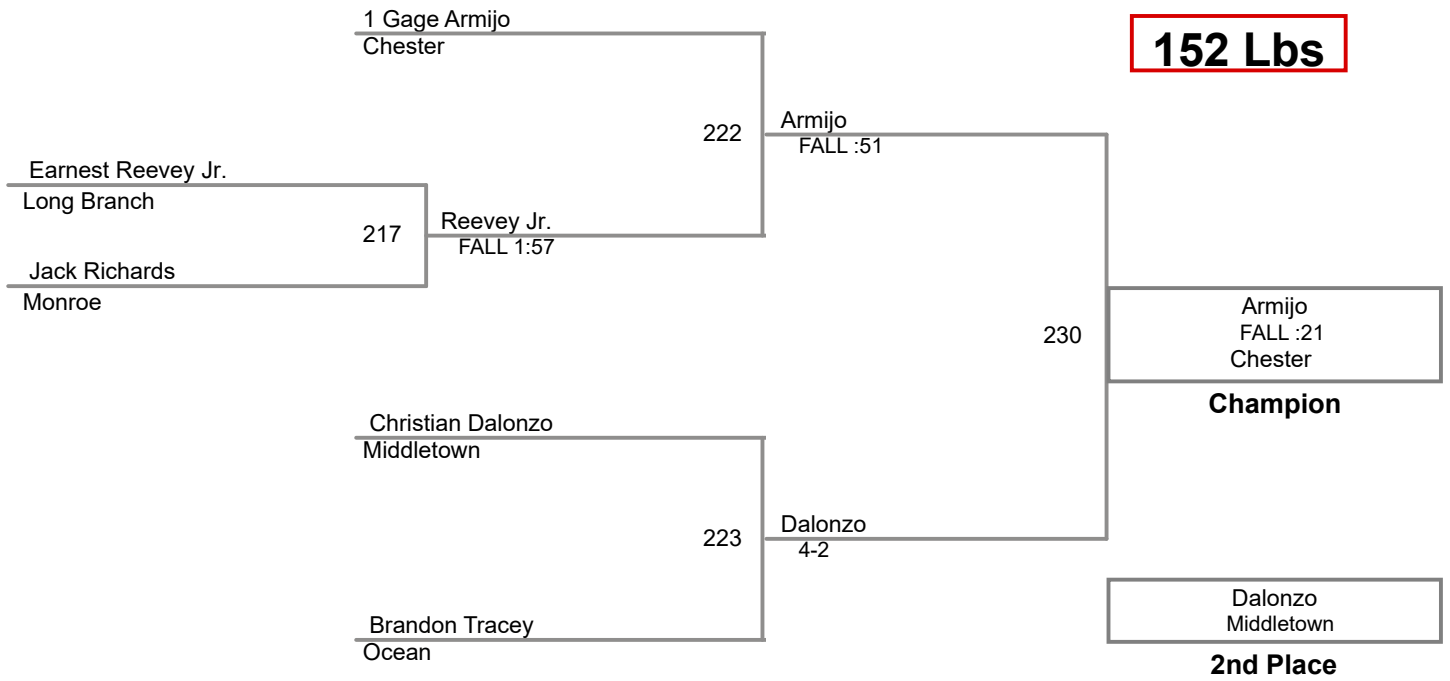 1 Gage Armijo
Chester
152 Lbs
222
Armijo
FALL :51
Earnest Reevey Jr.
Long Branch
217
Reevey Jr.
FALL 1:57
Jack Richards
Monroe
230
Armijo
FALL :21
Chester
Champion
Christian Dalonzo
Middletown
223
Dalonzo
4-2
Brandon Tracey
Ocean
Dalonzo
Middletown
2nd Place